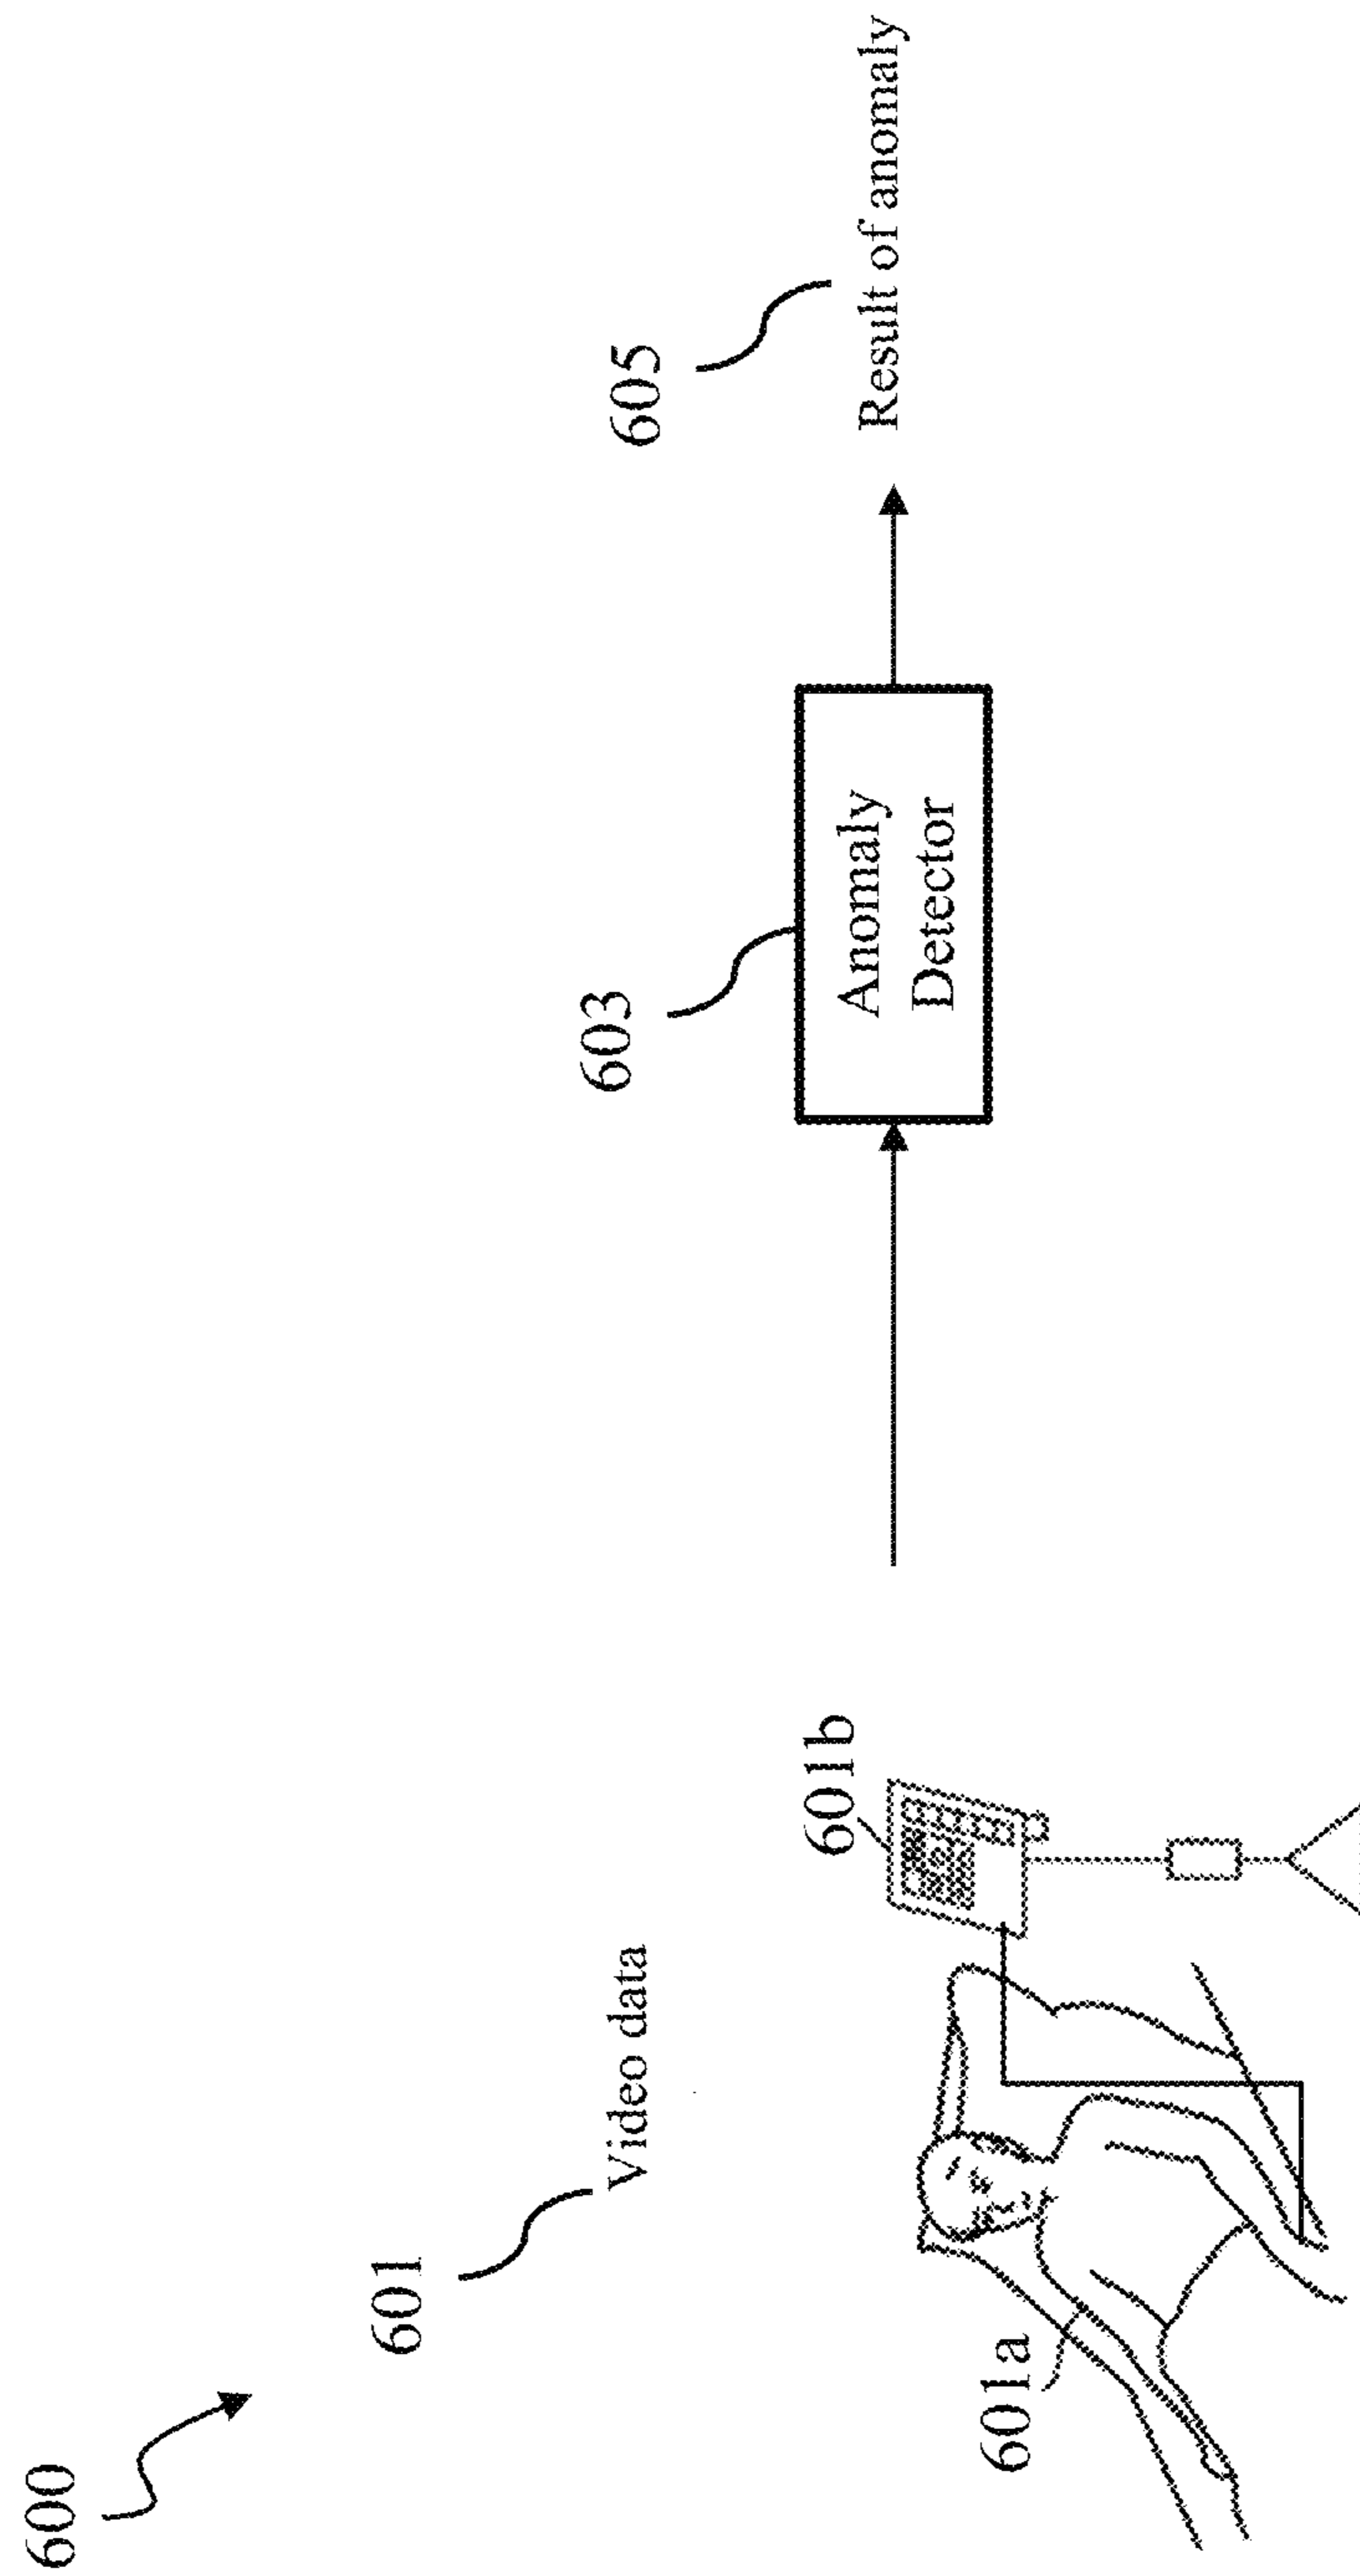 600
601
Video data
601a
601b
603
Anomaly
Detector
605
Result of anomaly